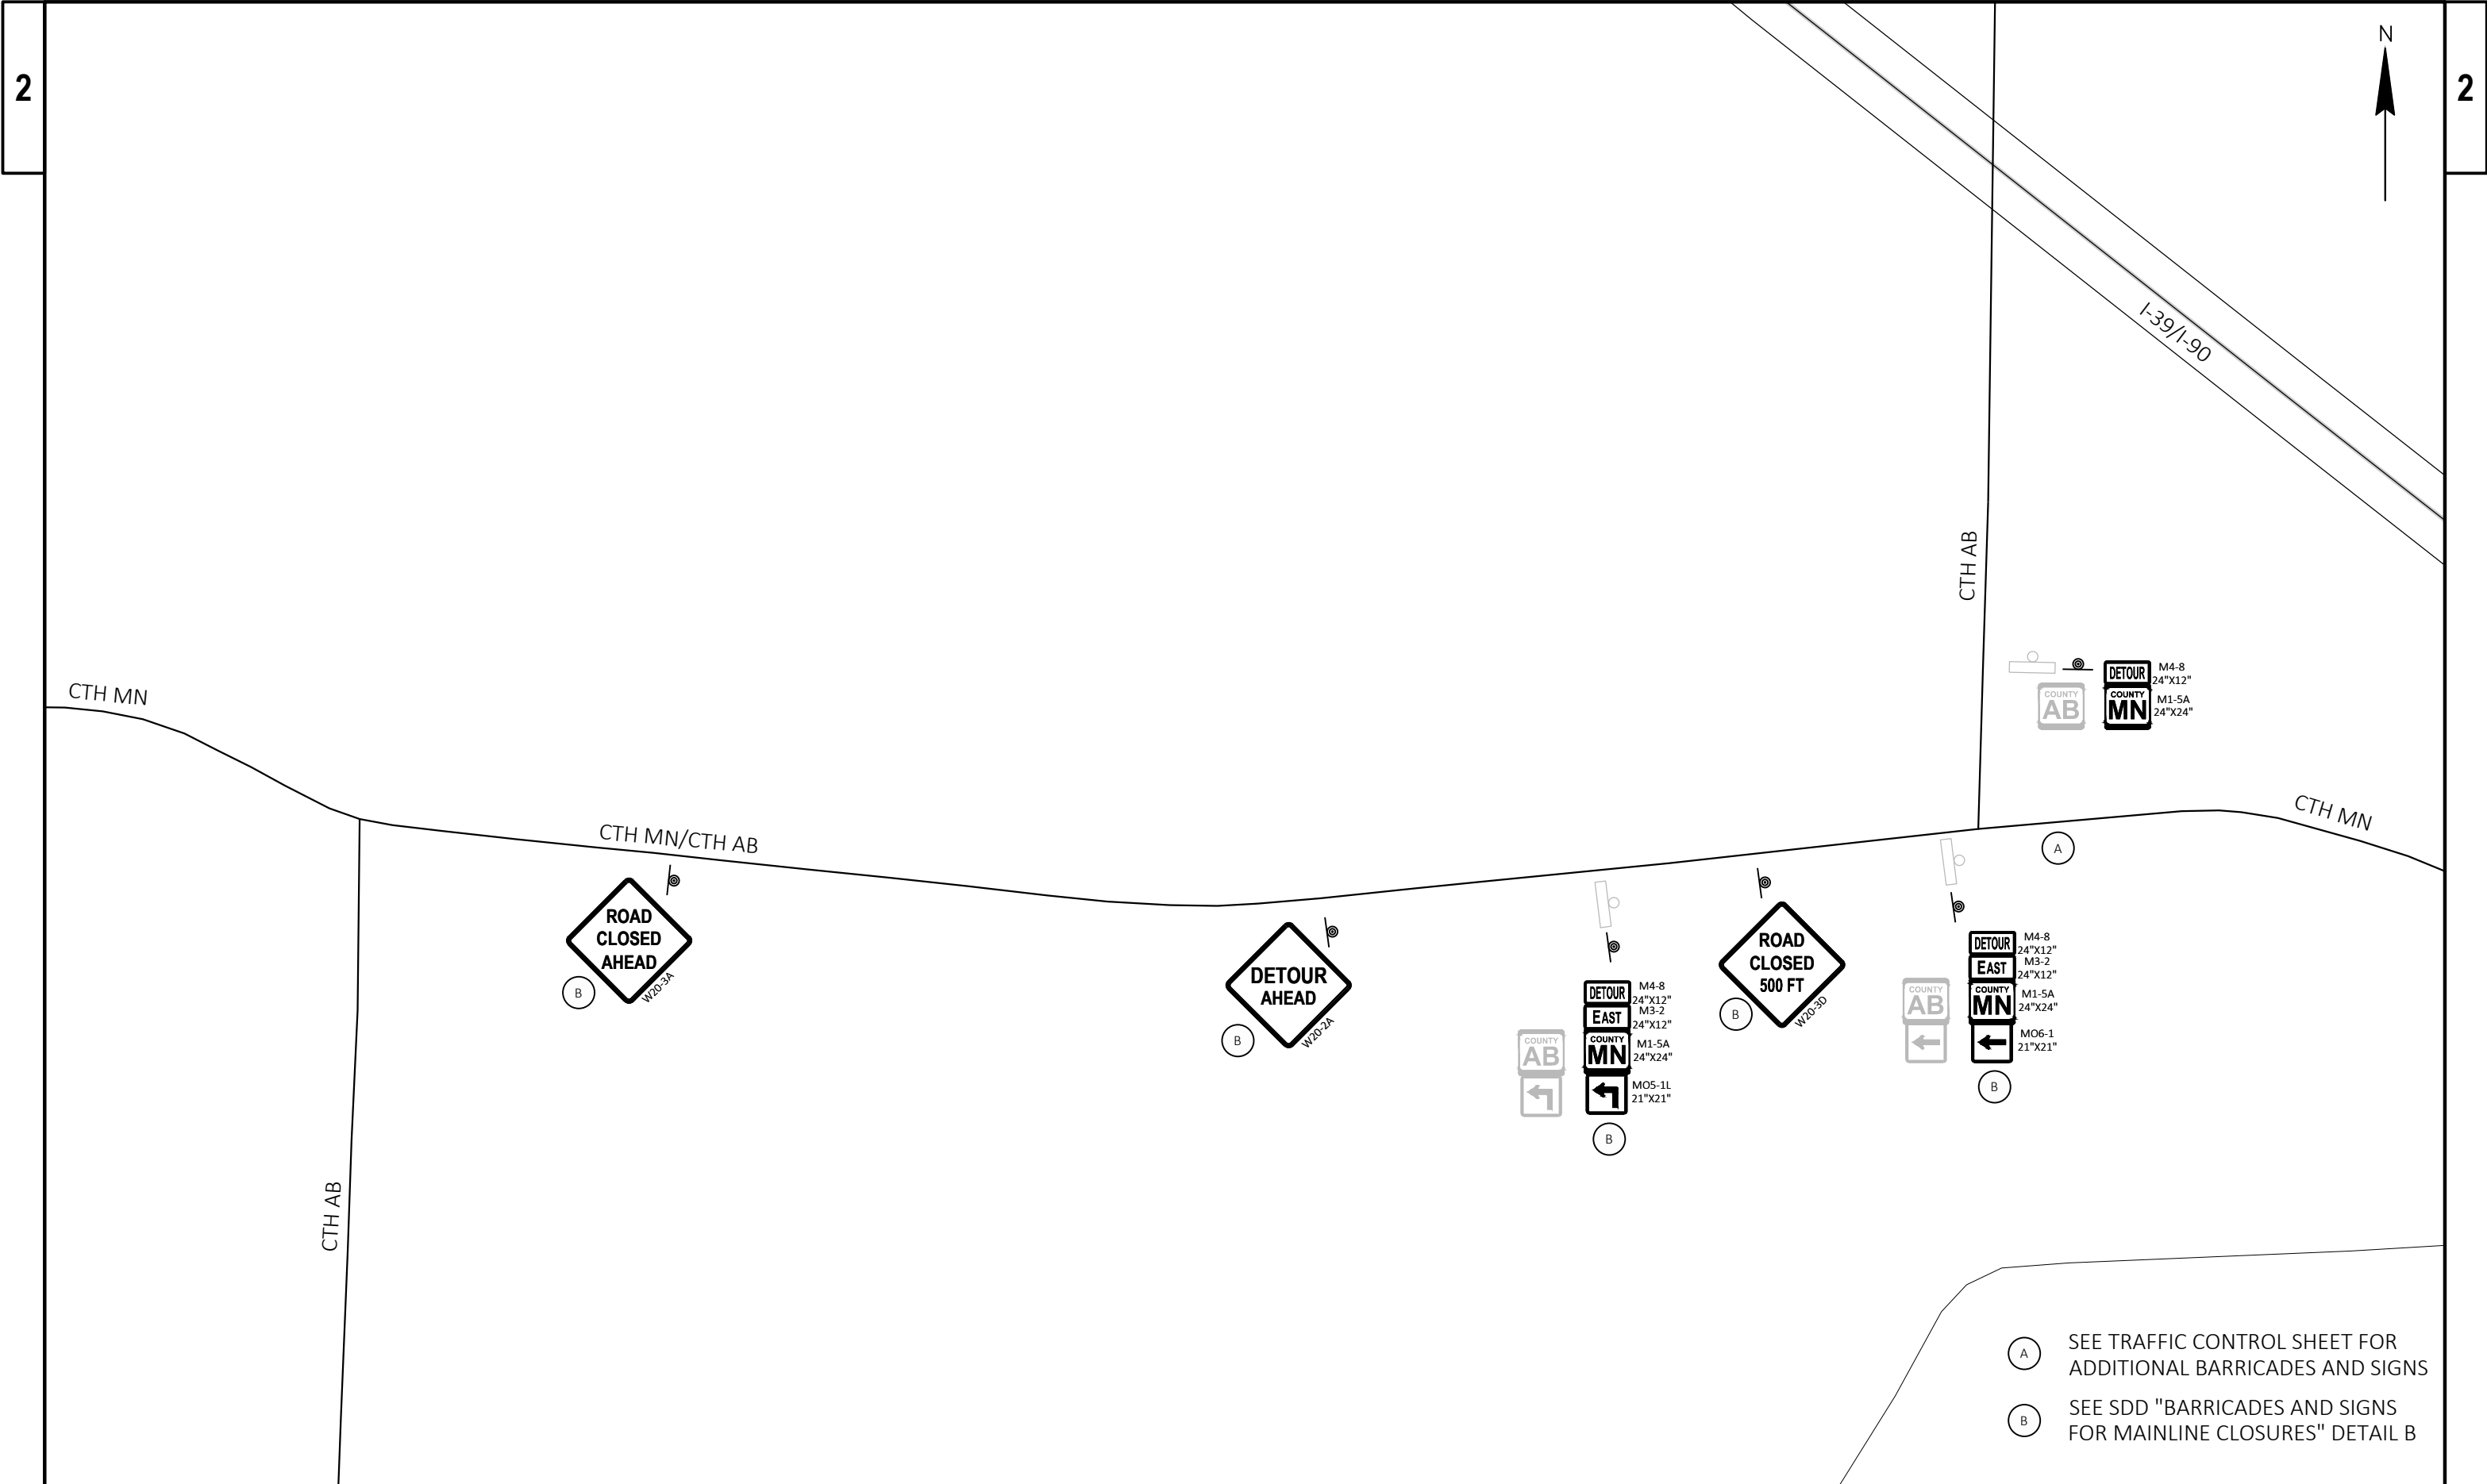 2
2
N
I-39/I-90
CTH AB
DETOUR
M4-8
24"X12"
COUNTY
AB
COUNTY
MN
M1-5A
24"X24"
CTH MN
CTH MN/CTH AB
CTH MN
A
ROAD
CLOSED
AHEAD
W20-3A
B
DETOUR
AHEAD
W20-2A
B
DETOUR
M4-8
24"X12"
EAST
M3-2
24"X12"
COUNTY
AB
COUNTY
MN
M1-5A
24"X24"
MO5-1L
21"X21"
B
ROAD
CLOSED
500 FT
W20-3D
B
DETOUR
M4-8
24"X12"
EAST
M3-2
24"X12"
COUNTY
AB
COUNTY
MN
M1-5A
24"X24"
MO6-1
21"X21"
B
CTH AB
A
SEE TRAFFIC CONTROL SHEET FOR
ADDITIONAL BARRICADES AND SIGNS
B
SEE SDD "BARRICADES AND SIGNS
FOR MAINLINE CLOSURES" DETAIL B